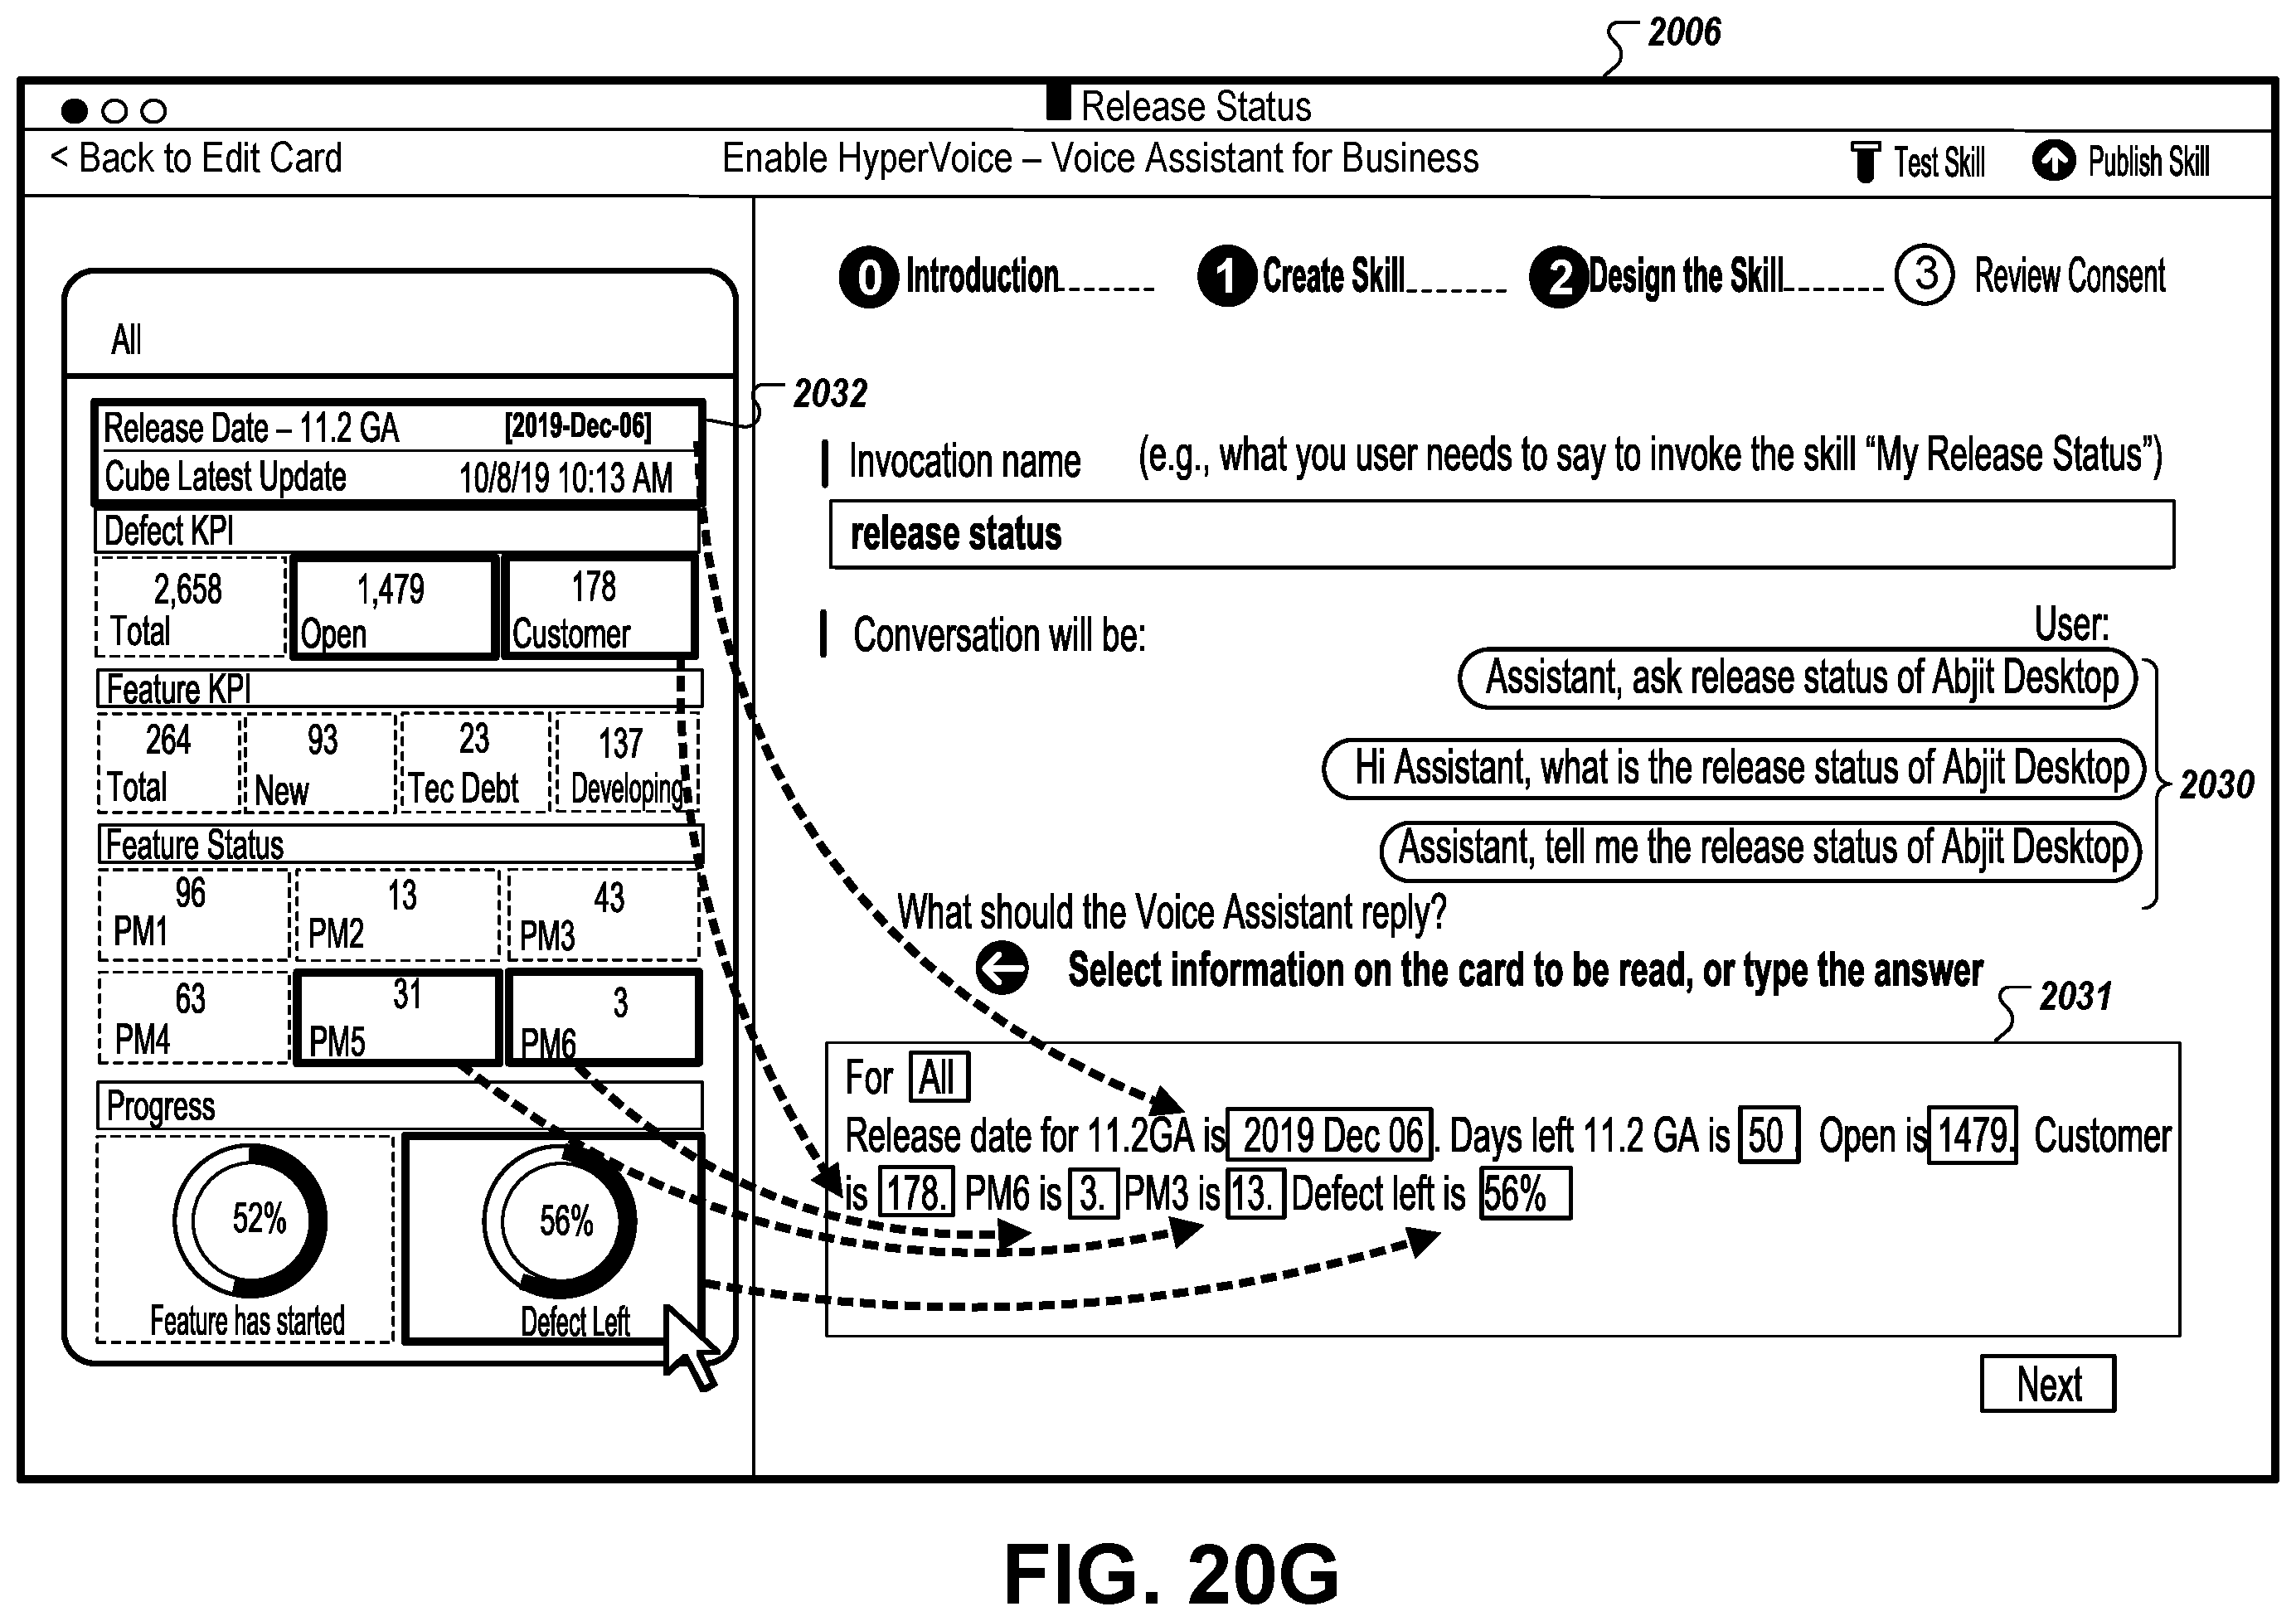 2006
Release Status
< Back to Edit Card
Enable HyperVoice – Voice Assistant for Business
Test Skill
Publish Skill
0 Introduction
1 Create Skill
2 Design the Skill
3 Review Consent
All
2032
Release Date – 11.2 GA [2019-Dec-06]
Cube Latest Update 10/8/19 10:13 AM
Defect KPI
2,658 1,479 178
Total Open Customer
Feature KPI
264 93 23 137
Total New Tec Debt Developing
Feature Status
96 13 43
PM1 PM2 PM3
63 31 3
PM4 PM5 PM6
Progress
52% 56%
Feature has started Defect Left
Invocation name (e.g., what you user needs to say to invoke the skill “My Release Status”)
release status
Conversation will be:
User:
Assistant, ask release status of Abjit Desktop
Hi Assistant, what is the release status of Abjit Desktop
2030
Assistant, tell me the release status of Abjit Desktop
What should the Voice Assistant reply?
Select information on the card to be read, or type the answer
2031
For All
Release date for 11.2GA is 2019 Dec 06. Days left 11.2 GA is 50 Open is 1479. Customer
is 178. PM6 is 3. PM3 is 13. Defect left is 56%
Next
FIG. 20G